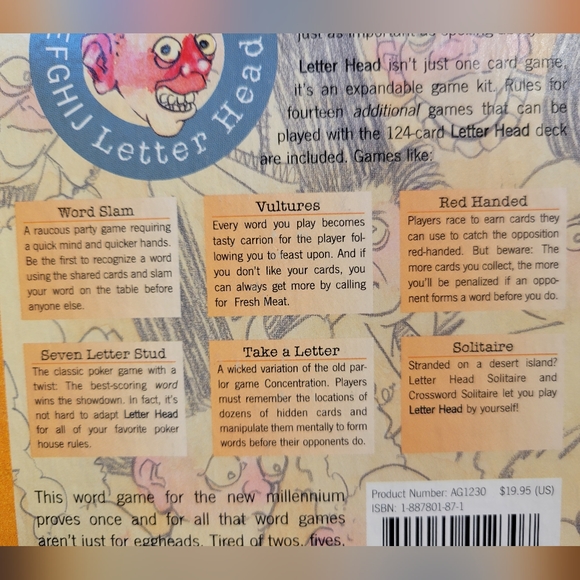 EFGHIJ Letter Head
just as important as
Letter Head isn't just one card game,
it's an expandable game kit. Rules for
fourteen additional games that can be
played with the 124-card Letter Head deck
are included. Games like:
Word Slam
A raucous party game requiring
a quick mind and quicker hands.
Be the first to recognize a word
using the shared cards and slam
your word on the table before
anyone else.
Vultures
Every word you play becomes
tasty carrion for the player fol-
lowing you to feast upon. And if
you don't like your cards, you
can always get more by calling
for Fresh Meat.
Red Handed
Players race to earn cards they
can use to catch the opposition
red-handed. But beware: The
more cards you collect, the more
you'll be penalized if an oppo-
nent forms a word before you do.
Seven Letter Stud
The classic poker game with a
twist: The best-scoring word
wins the showdown. In fact, it's
not hard to adapt Letter Head
for all of your favorite poker
house rules.
Take a Letter
A wicked variation of the old par-
lor game Concentration. Players
must remember the locations of
dozens of hidden cards and
manipulate them mentally to form
words before their opponents do.
Solitaire
Stranded on a desert island?
Letter Head Solitaire and
Crossword Solitaire let you play
Letter Head by yourself!
This word game for the new millennium
proves once and for all that word games
aren't just for eggheads. Tired of twos, fives,
Product Number: AG1230 $19.95 (US)
ISBN: 1-887801-87-1